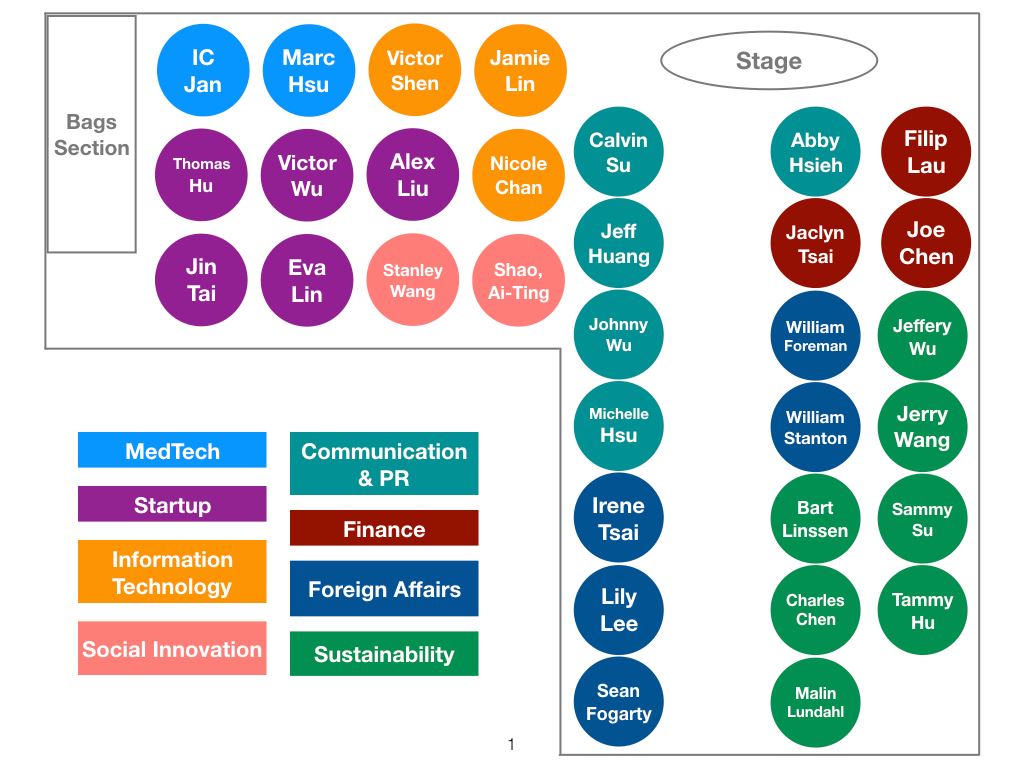 Bags
Section
IC
Jan
Marc
Hsu
Victor
Shen
Jamie
Lin
Thomas
Hu
Victor
Wu
Alex
Liu
Nicole
Chan
Jin
Tai
Eva
Lin
Stanley
Wang
Shao,
Ai-Ting
Stage
Calvin
Su
Abby
Hsieh
Filip
Lau
Jeff
Huang
Jaclyn
Tsai
Joe
Chen
Johnny
Wu
William
Foreman
Jeffery
Wu
Michelle
Hsu
William
Stanton
Jerry
Wang
Irene
Tsai
Bart
Linssen
Sammy
Su
Lily
Lee
Charles
Chen
Tammy
Hu
Sean
Fogarty
Malin
Lundahl
MedTech
Startup
Information
Technology
Social Innovation
Communication
& PR
Finance
Foreign Affairs
Sustainability
1